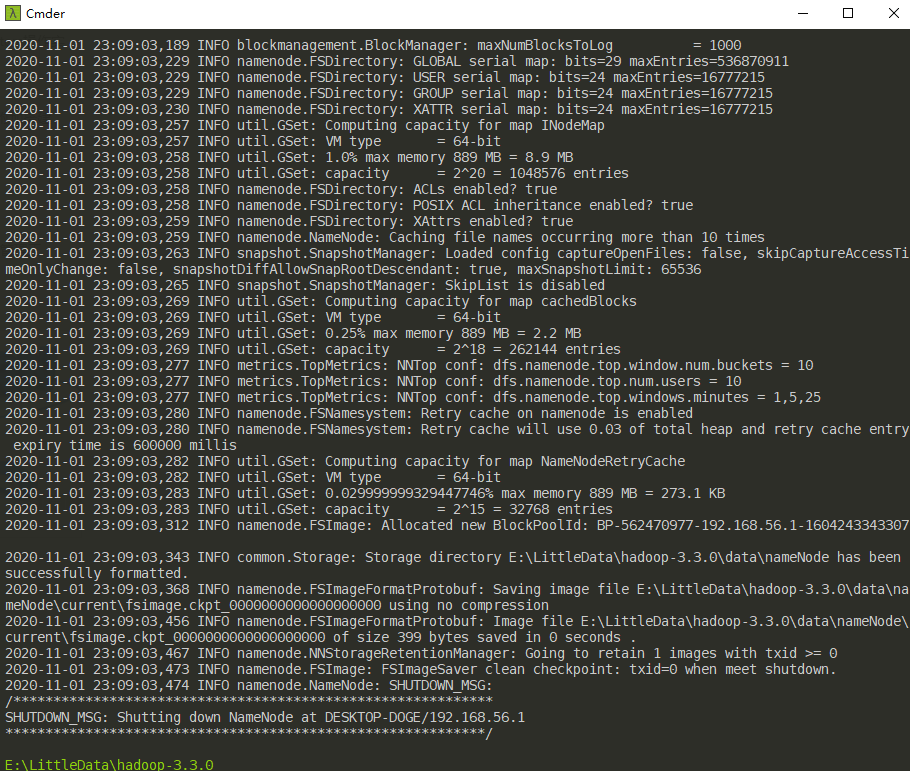 Cmder
2020-11-01 23:09:03,189 INFO blockmanagement.BlockManager: maxNumBlocksToLog          = 1000
2020-11-01 23:09:03,229 INFO namenode.FSDirectory: GLOBAL serial map: bits=29 maxEntries=536870911
2020-11-01 23:09:03,229 INFO namenode.FSDirectory: USER serial map: bits=24 maxEntries=16777215
2020-11-01 23:09:03,229 INFO namenode.FSDirectory: GROUP serial map: bits=24 maxEntries=16777215
2020-11-01 23:09:03,230 INFO namenode.FSDirectory: XATTR serial map: bits=24 maxEntries=16777215
2020-11-01 23:09:03,257 INFO util.GSet: Computing capacity for map INodeMap
2020-11-01 23:09:03,257 INFO util.GSet: VM type       = 64-bit
2020-11-01 23:09:03,258 INFO util.GSet: 1.0% max memory 889 MB = 8.9 MB
2020-11-01 23:09:03,258 INFO util.GSet: capacity      = 2^20 = 1048576 entries
2020-11-01 23:09:03,258 INFO namenode.FSDirectory: ACLs enabled? true
2020-11-01 23:09:03,258 INFO namenode.FSDirectory: POSIX ACL inheritance enabled? true
2020-11-01 23:09:03,259 INFO namenode.FSDirectory: XAttrs enabled? true
2020-11-01 23:09:03,259 INFO namenode.NameNode: Caching file names occurring more than 10 times
2020-11-01 23:09:03,263 INFO snapshot.SnapshotManager: Loaded config captureOpenFiles: false, skipCaptureAccessTi
meOnlyChange: false, snapshotDiffAllowSnapRootDescendant: true, maxSnapshotLimit: 65536
2020-11-01 23:09:03,265 INFO snapshot.SnapshotManager: SkipList is disabled
2020-11-01 23:09:03,269 INFO util.GSet: Computing capacity for map cachedBlocks
2020-11-01 23:09:03,269 INFO util.GSet: VM type       = 64-bit
2020-11-01 23:09:03,269 INFO util.GSet: 0.25% max memory 889 MB = 2.2 MB
2020-11-01 23:09:03,269 INFO util.GSet: capacity      = 2^18 = 262144 entries
2020-11-01 23:09:03,277 INFO metrics.TopMetrics: NNTop conf: dfs.namenode.top.window.num.buckets = 10
2020-11-01 23:09:03,277 INFO metrics.TopMetrics: NNTop conf: dfs.namenode.top.num.users = 10
2020-11-01 23:09:03,277 INFO metrics.TopMetrics: NNTop conf: dfs.namenode.top.windows.minutes = 1,5,25
2020-11-01 23:09:03,280 INFO namenode.FSNamesystem: Retry cache on namenode is enabled
2020-11-01 23:09:03,280 INFO namenode.FSNamesystem: Retry cache will use 0.03 of total heap and retry cache entry
 expiry time is 600000 millis
2020-11-01 23:09:03,282 INFO util.GSet: Computing capacity for map NameNodeRetryCache
2020-11-01 23:09:03,282 INFO util.GSet: VM type       = 64-bit
2020-11-01 23:09:03,283 INFO util.GSet: 0.029999999329447746% max memory 889 MB = 273.1 KB
2020-11-01 23:09:03,283 INFO util.GSet: capacity      = 2^15 = 32768 entries
2020-11-01 23:09:03,312 INFO namenode.FSImage: Allocated new BlockPoolId: BP-562470977-192.168.56.1-1604243343307
2020-11-01 23:09:03,343 INFO common.Storage: Storage directory E:\LittleData\hadoop-3.3.0\data\nameNode has been
successfully formatted.
2020-11-01 23:09:03,368 INFO namenode.FSImageFormatProtobuf: Saving image file E:\LittleData\hadoop-3.3.0\data\na
meNode\current\fsimage.ckpt_0000000000000000000 using no compression
2020-11-01 23:09:03,456 INFO namenode.FSImageFormatProtobuf: Image file E:\LittleData\hadoop-3.3.0\data\nameNode\
current\fsimage.ckpt_0000000000000000000 of size 399 bytes saved in 0 seconds .
2020-11-01 23:09:03,467 INFO namenode.NNStorageRetentionManager: Going to retain 1 images with txid >= 0
2020-11-01 23:09:03,473 INFO namenode.FSImage: FSImageSaver clean checkpoint: txid=0 when meet shutdown.
2020-11-01 23:09:03,474 INFO namenode.NameNode: SHUTDOWN_MSG:
/************************************************************
SHUTDOWN_MSG: Shutting down NameNode at DESKTOP-DOGE/192.168.56.1
************************************************************/
E:\LittleData\hadoop-3.3.0